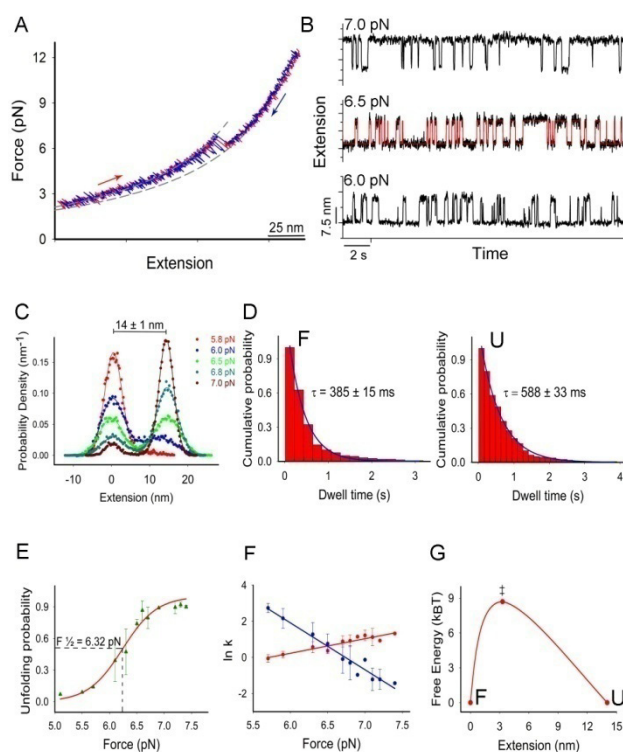 A
Force (pN)
12
9
6
3
0
25 nm
Extension
B
7.0 pN
6.5 pN
6.0 pN
Extension
7.5 nm
2 s
Time
C
14 ± 1 nm
Probability Density (nm⁻¹)
0.15
0.10
0.05
0.00
5.8 pN
6.0 pN
6.5 pN
6.8 pN
7.0 pN
-10 0 10 20
Extension (nm)
D
F
Cumulative probability
0.9
0.6
0.3
0.0
τ = 385 ± 15 ms
0 1 2 3
Dwell time (s)
U
Cumulative probability
0.9
0.6
0.3
0.0
τ = 588 ± 33 ms
0 1 2 3 4
Dwell time (s)
E
Unfolding probability
0.9
0.6
0.3
0.0
F ½ = 6.32 pN
5.0 5.5 6.0 6.5 7.0 7.5
Force (pN)
F
ln k
4
2
0
-2
5.5 6.0 6.5 7.0 7.5
Force (pN)
G
Free Energy (kBT)
9
6
3
0
‡
F
U
0 3 6 9 12 15
Extension (nm)